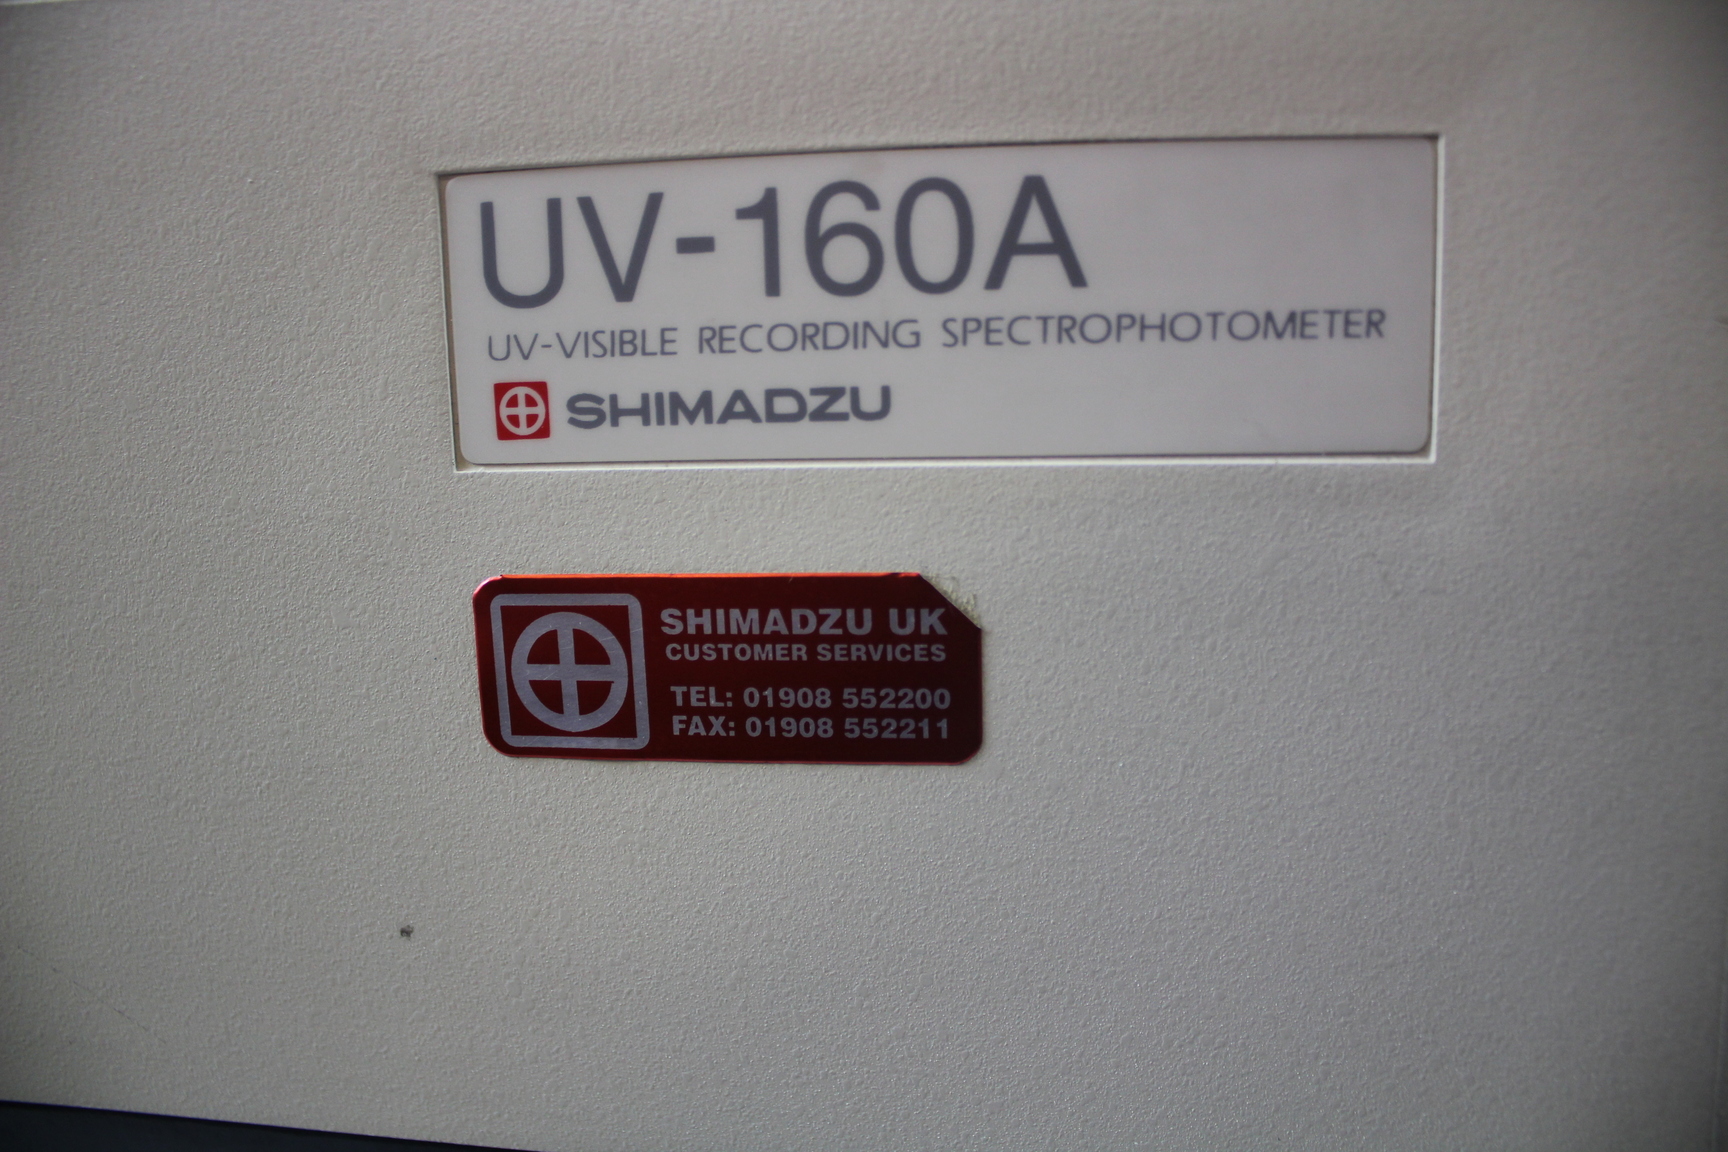 UV-160A
UV-VISIBLE RECORDING SPECTROPHOTOMETER
SHIMADZU
SHIMADZU UK
CUSTOMER SERVICES
TEL: 01908 552200
FAX: 01908 552211